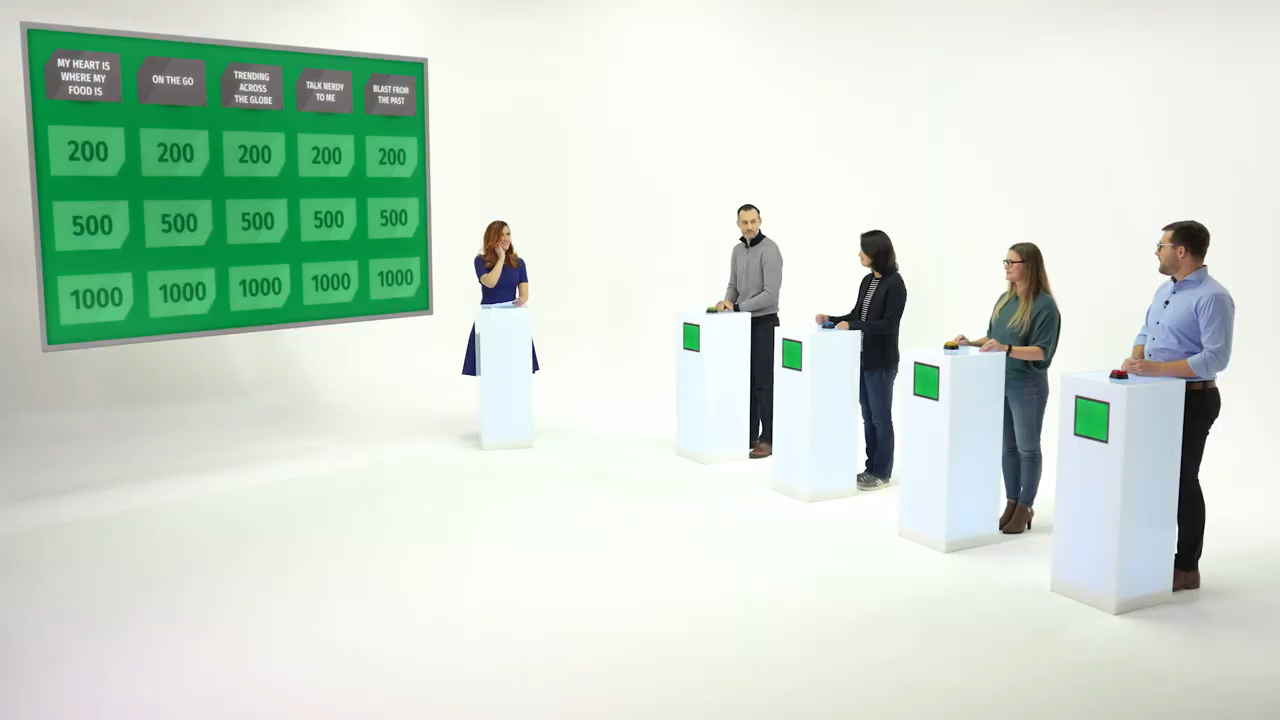 MY HEART IS
WHERE MY
FOOD IS
ON THE GO
TRENDING
ACROSS
THE GLOBE
TALK NERDY
TO ME
BLAST FROM
THE PAST
200 200 200 200 200
500 500 500 500 500
1000 1000 1000 1000 1000